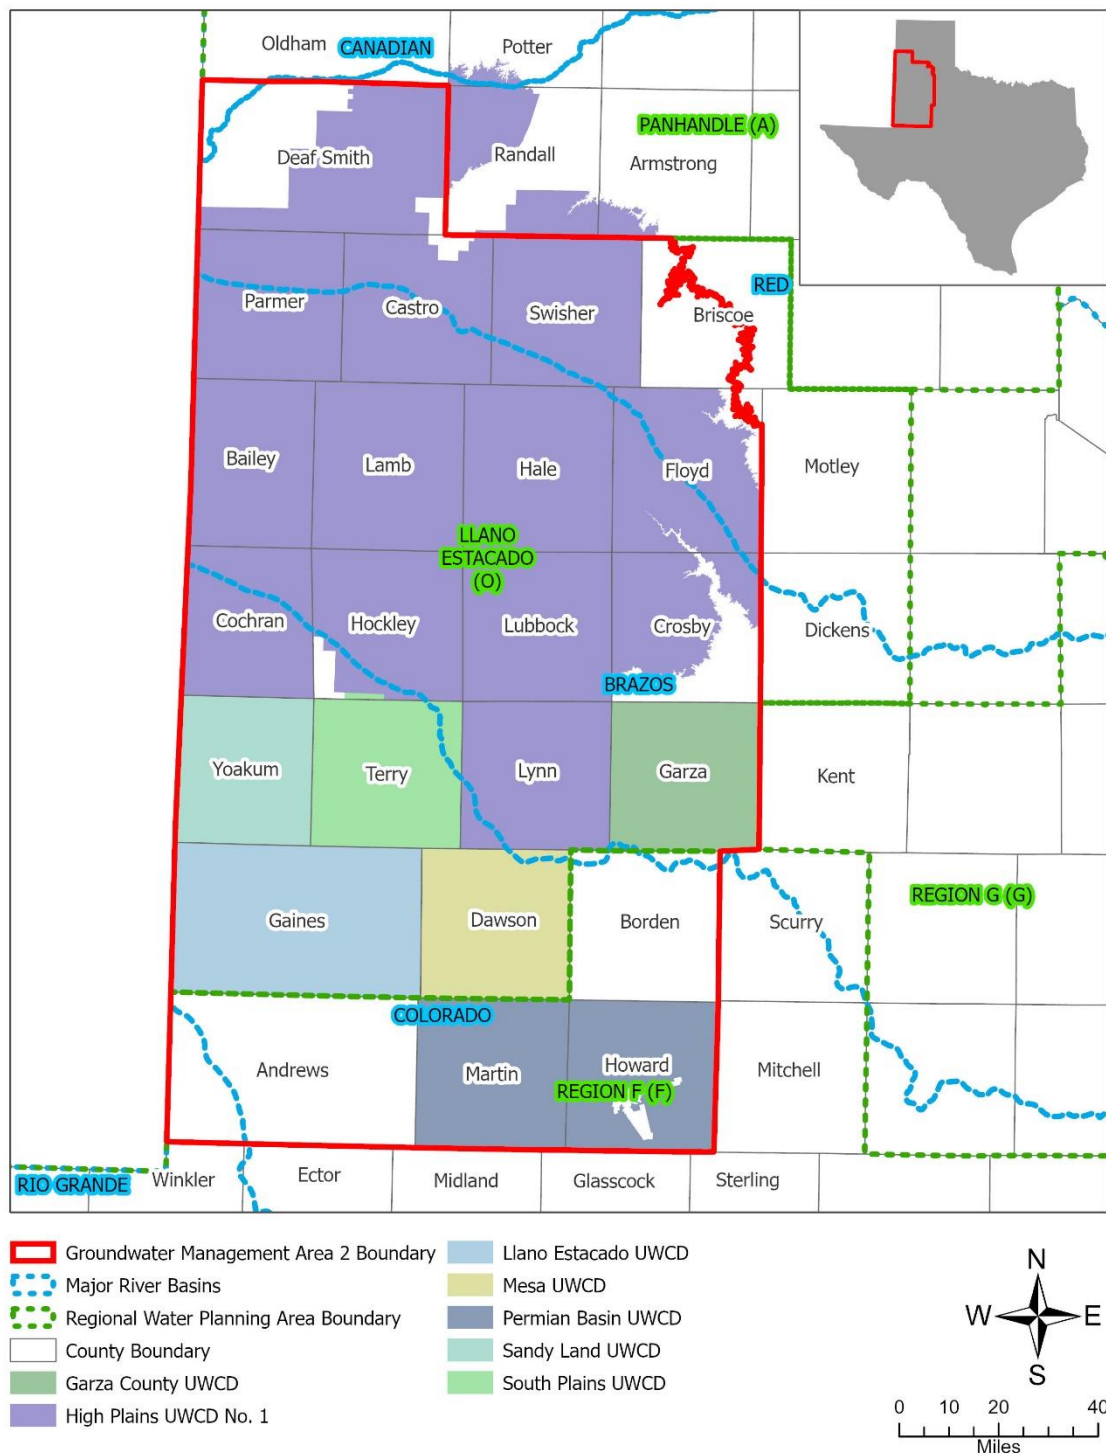 Oldham
CANADIAN
Potter
PANHANDLE (A)
Deaf Smith
Randall
Armstrong
RED
Parmer
Castro
Swisher
Briscoe
Bailey
Lamb
Hale
Floyd
Motley
LLANO
ESTACADO
(O)
Cochran
Hockley
Lubbock
Crosby
Dickens
BRAZOS
Yoakum
Terry
Lynn
Garza
Kent
REGION G (G)
Gaines
Dawson
Borden
Scurry
COLORADO
Andrews
Martin
Howard
Mitchell
REGION F (F)
RIO GRANDE
Winkler
Ector
Midland
Glasscock
Sterling
Groundwater Management Area 2 Boundary
Major River Basins
Regional Water Planning Area Boundary
County Boundary
Garza County UWCD
High Plains UWCD No. 1
Llano Estacado UWCD
Mesa UWCD
Permian Basin UWCD
Sandy Land UWCD
South Plains UWCD
N
W
E
S
0 10 20 40
Miles